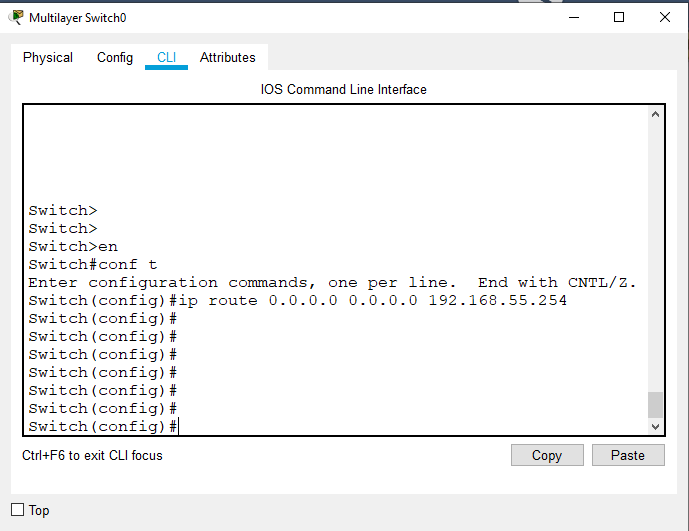 Multilayer Switch0
Physical Config CLI Attributes
IOS Command Line Interface
Switch>
Switch>
Switch>en
Switch#conf t
Enter configuration commands, one per line.  End with CNTL/Z.
Switch(config)#ip route 0.0.0.0 0.0.0.0 192.168.55.254
Switch(config)#
Switch(config)#
Switch(config)#
Switch(config)#
Switch(config)#
Switch(config)#
Switch(config)#
Ctrl+F6 to exit CLI focus Copy Paste
Top